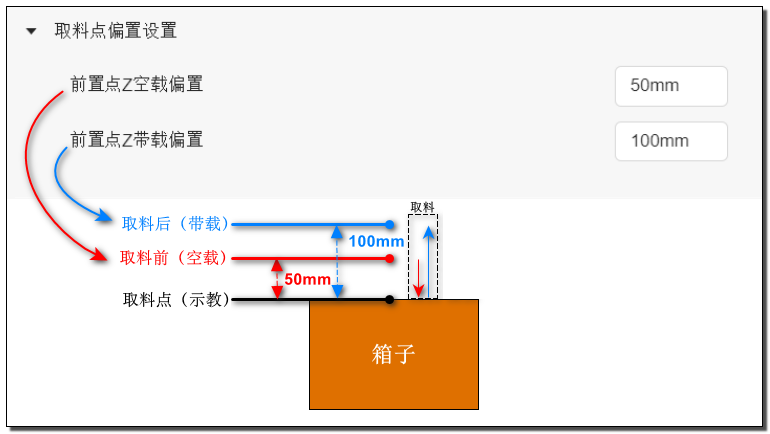 取料点偏置设置
前置点Z空载偏置
50mm
前置点Z带载偏置
100mm
取料
取料后（带载）
100mm
取料前（空载）
50mm
取料点（示教）
箱子